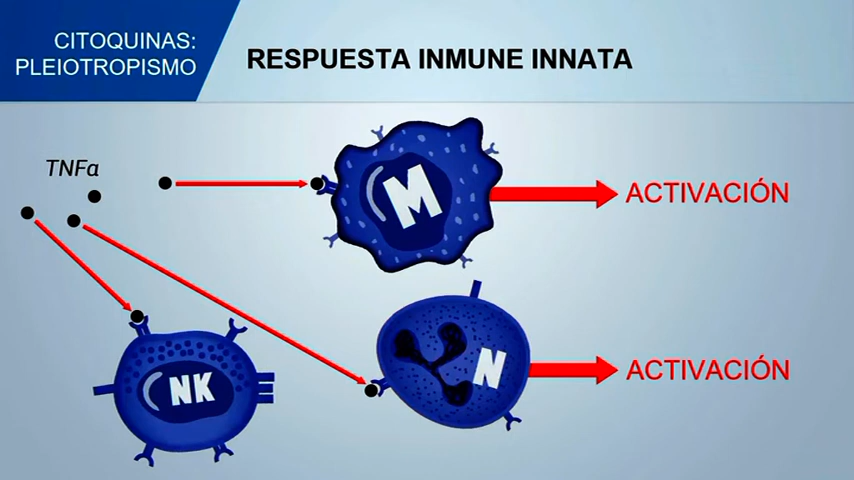 CITOQUINAS:
PLEIOTROPISMO
RESPUESTA INMUNE INNATA
TNFα
M
ACTIVACIÓN
N
ACTIVACIÓN
NK